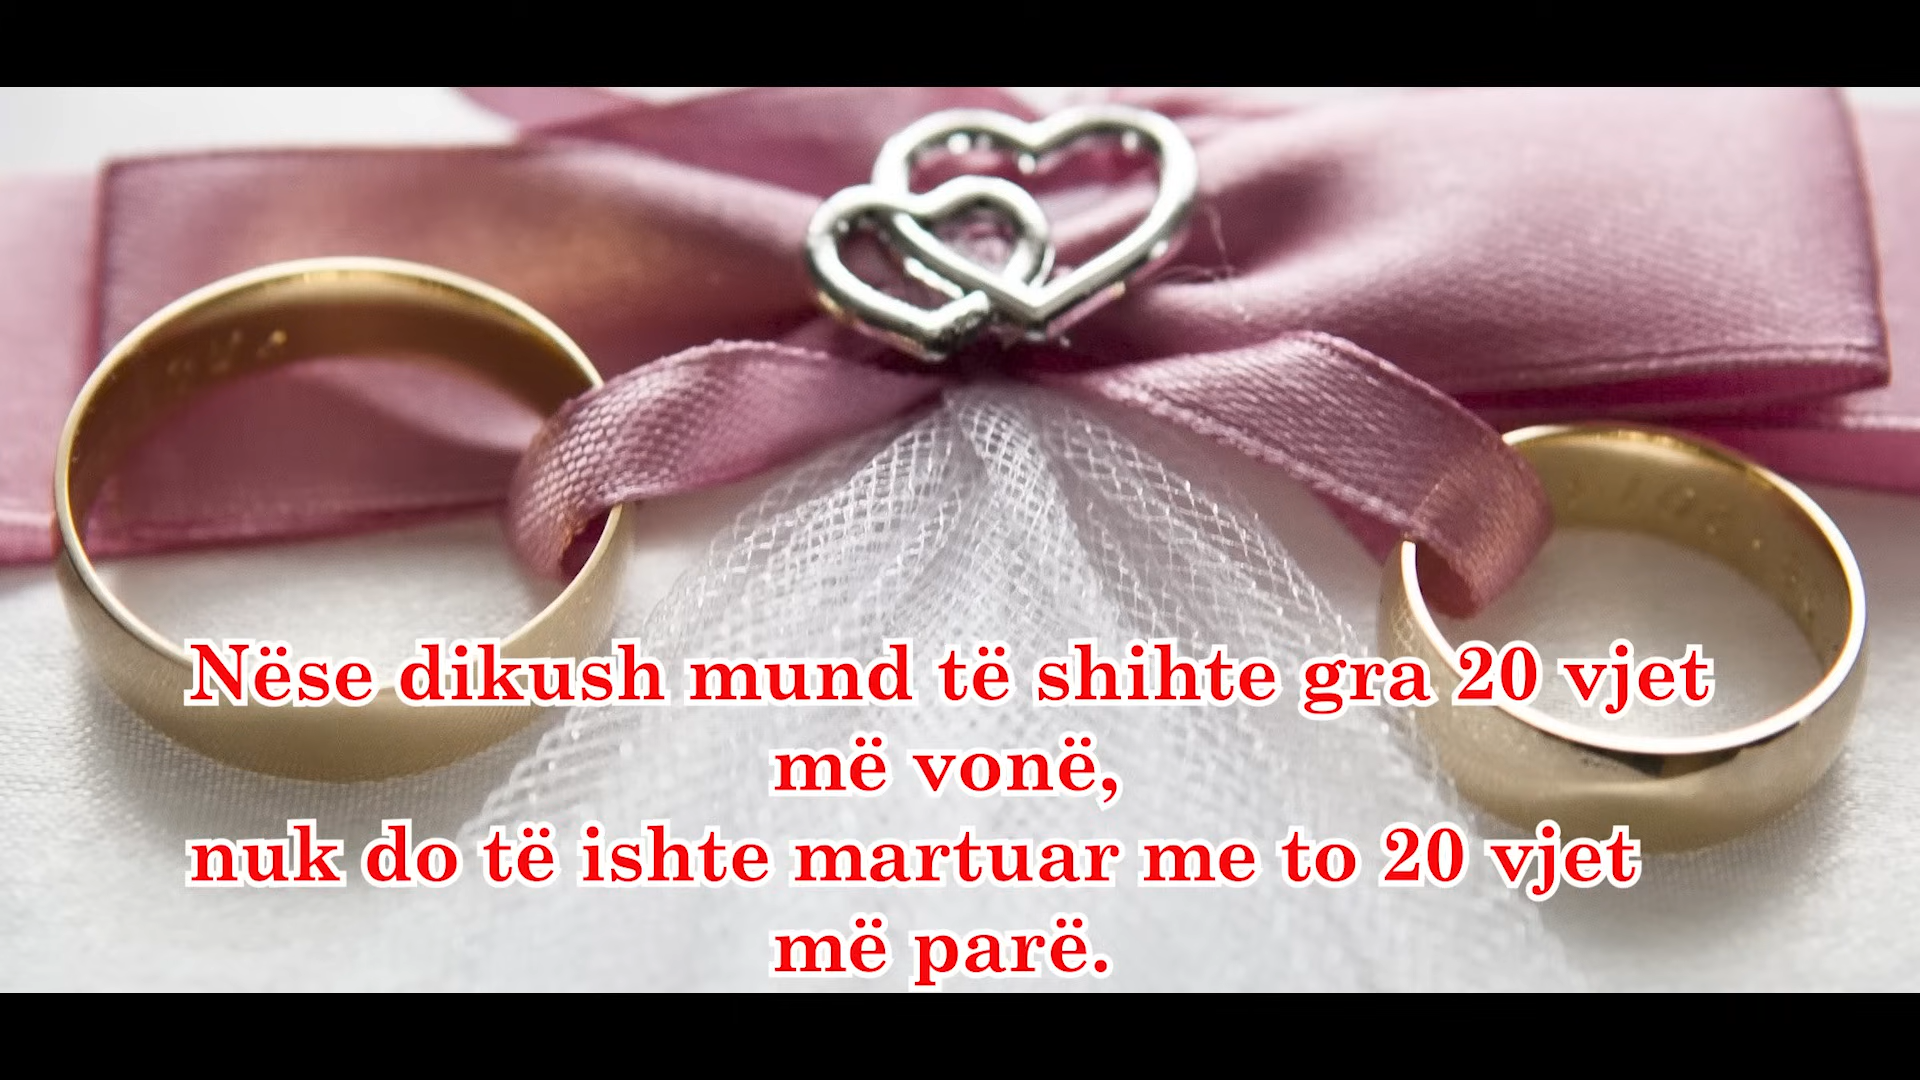 Nëse dikush mund të shihte gra 20 vjet
më vonë,
nuk do të ishte martuar me to 20 vjet
më parë.